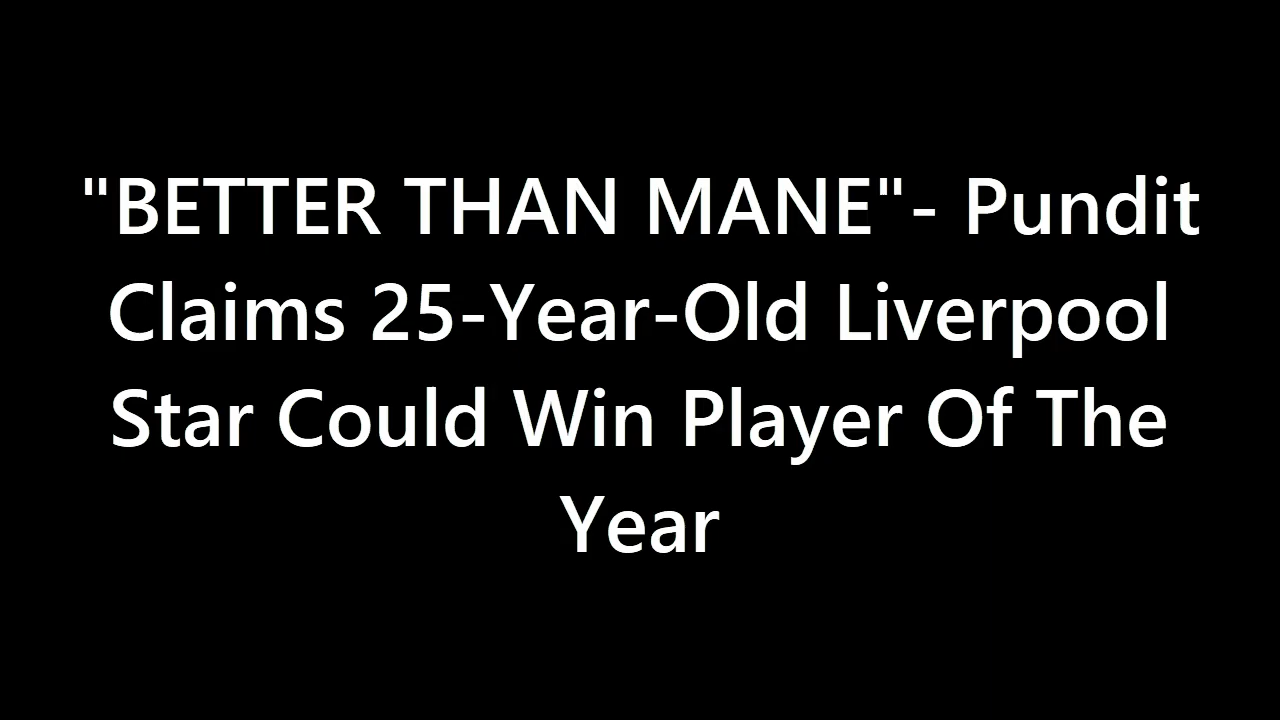 "BETTER THAN MANE"- Pundit
Claims 25-Year-Old Liverpool
Star Could Win Player Of The
Year